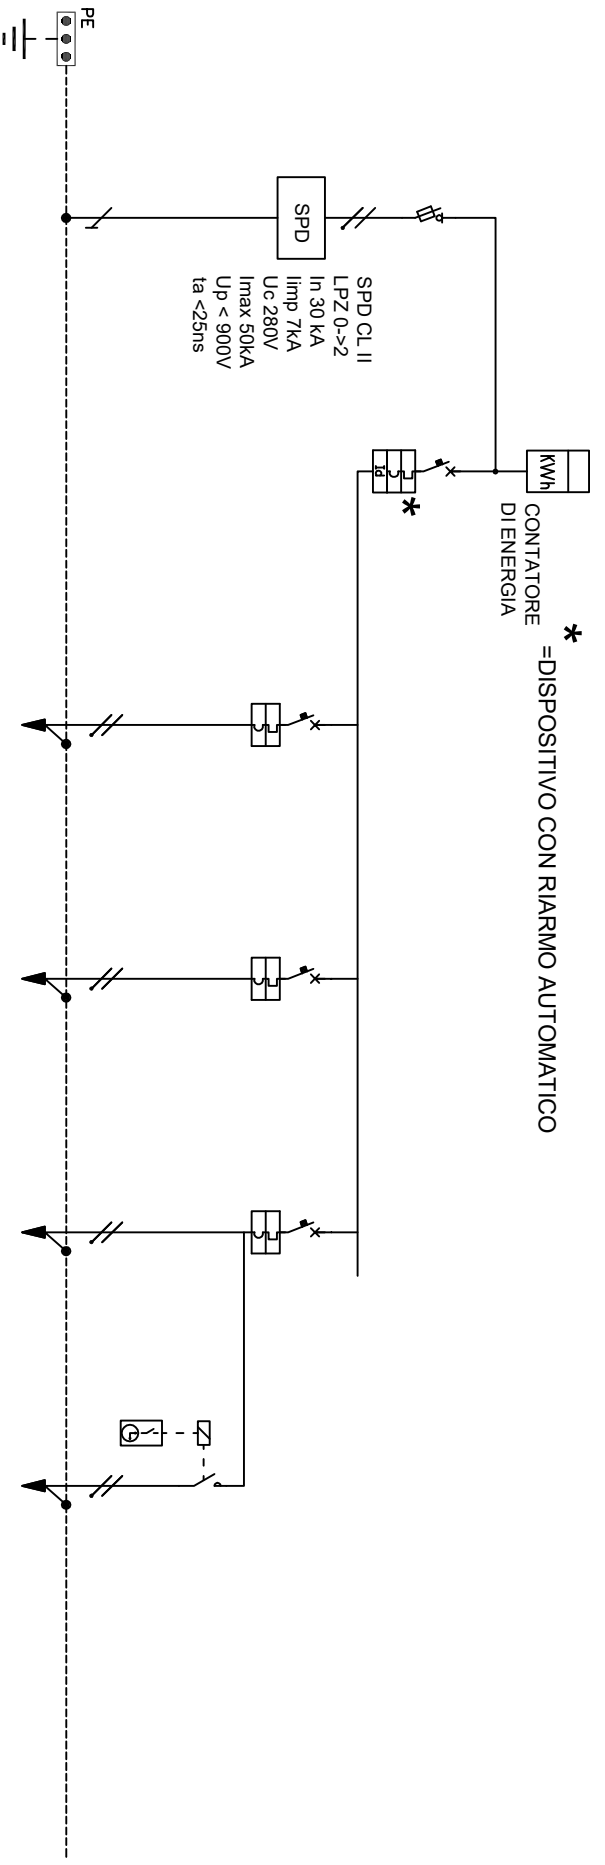 PE
SPD
SPD CL II
LPZ 0->2
In 30 kA
Iimp 7kA
Uc 280V
Imax 50kA
Up < 900V
ta <25ns
KWh
CONTATORE
DI ENERGIA
Id
*
* =DISPOSITIVO CON RIARMO AUTOMATICO